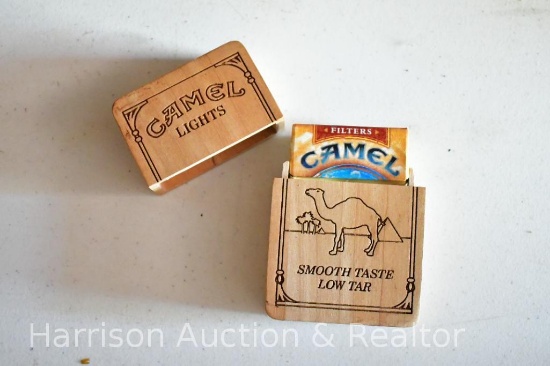 CAMEL
LIGHTS
FILTERS
CAMEL
SMOOTH TASTE
LOW TAR
Harrison Auction & Realtor